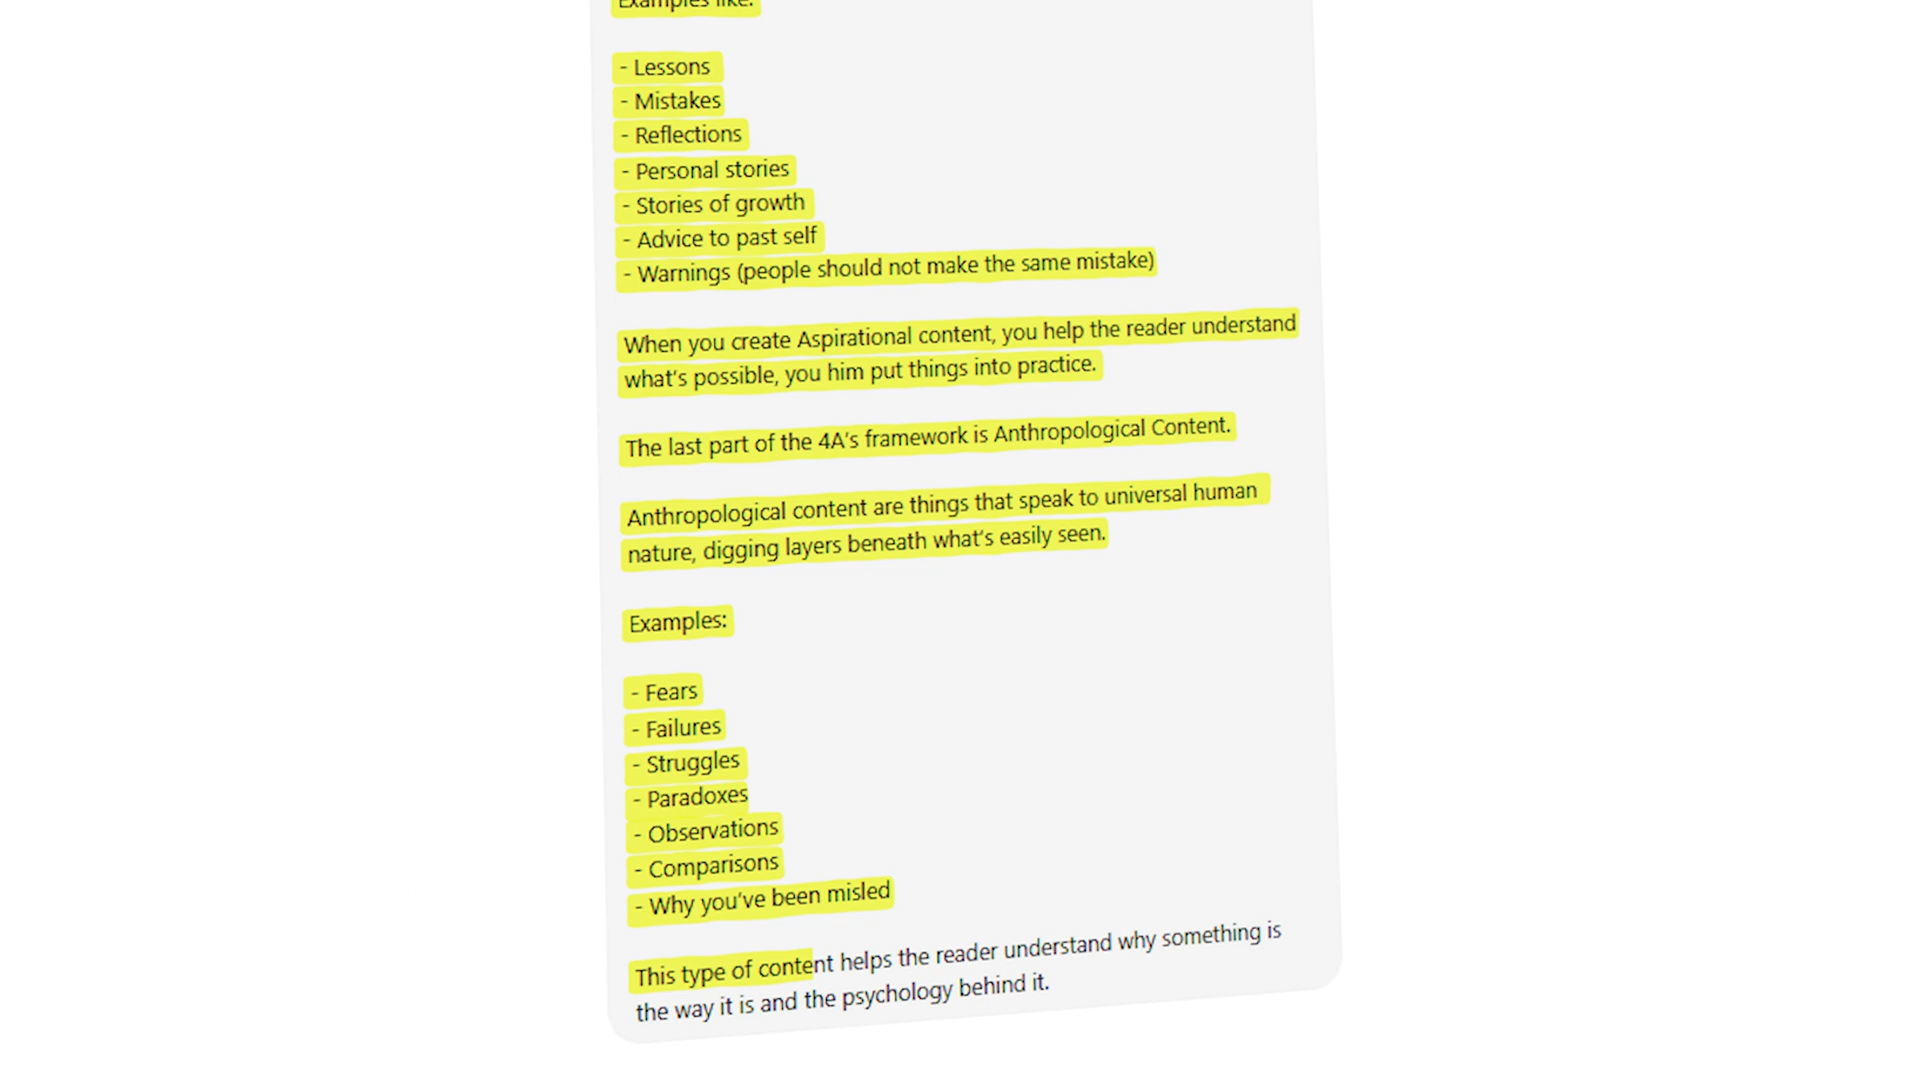 Examples like:
- Lessons
- Mistakes
- Reflections
- Personal stories
- Stories of growth
- Advice to past self
- Warnings (people should not make the same mistake)
When you create Aspirational content, you help the reader understand
what's possible, you him put things into practice.
The last part of the 4A's framework is Anthropological Content.
Anthropological content are things that speak to universal human
nature, digging layers beneath what's easily seen.
Examples:
- Fears
- Failures
- Struggles
- Paradoxes
- Observations
- Comparisons
- Why you've been misled
This type of content helps the reader understand why something is
the way it is and the psychology behind it.